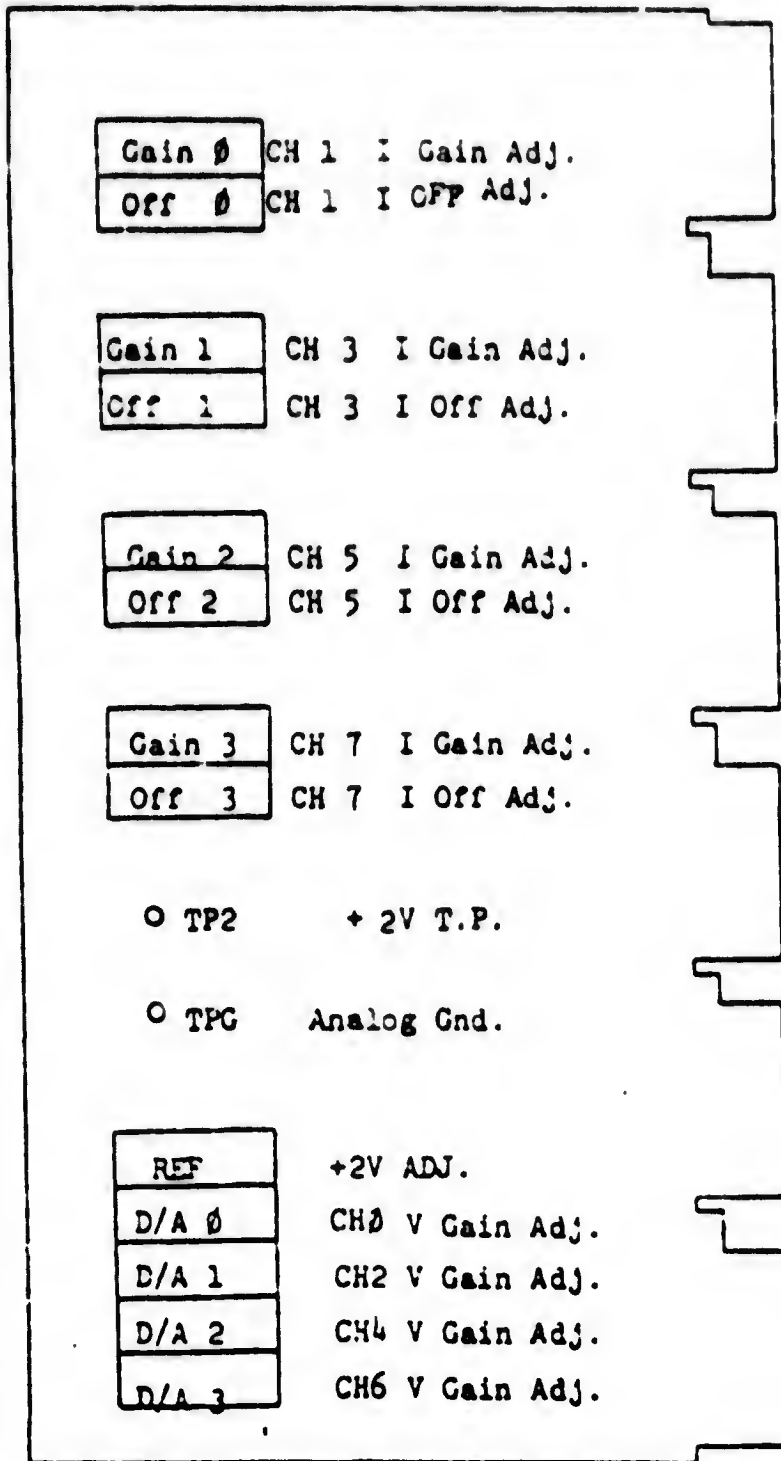 Gain Ø CH 1 I Gain Adj.
Off Ø CH 1 I OFF Adj.
Gain 1 CH 3 I Gain Adj.
Off 1 CH 3 I Off Adj.
Gain 2 CH 5 I Gain Adj.
Off 2 CH 5 I Off Adj.
Gain 3 CH 7 I Gain Adj.
Off 3 CH 7 I Off Adj.
TP2 + 2V T.P.
TPG Analog Gnd.
REF +2V ADJ.
D/A Ø CHØ V Gain Adj.
D/A 1 CH2 V Gain Adj.
D/A 2 CH4 V Gain Adj.
D/A 3 CH6 V Gain Adj.